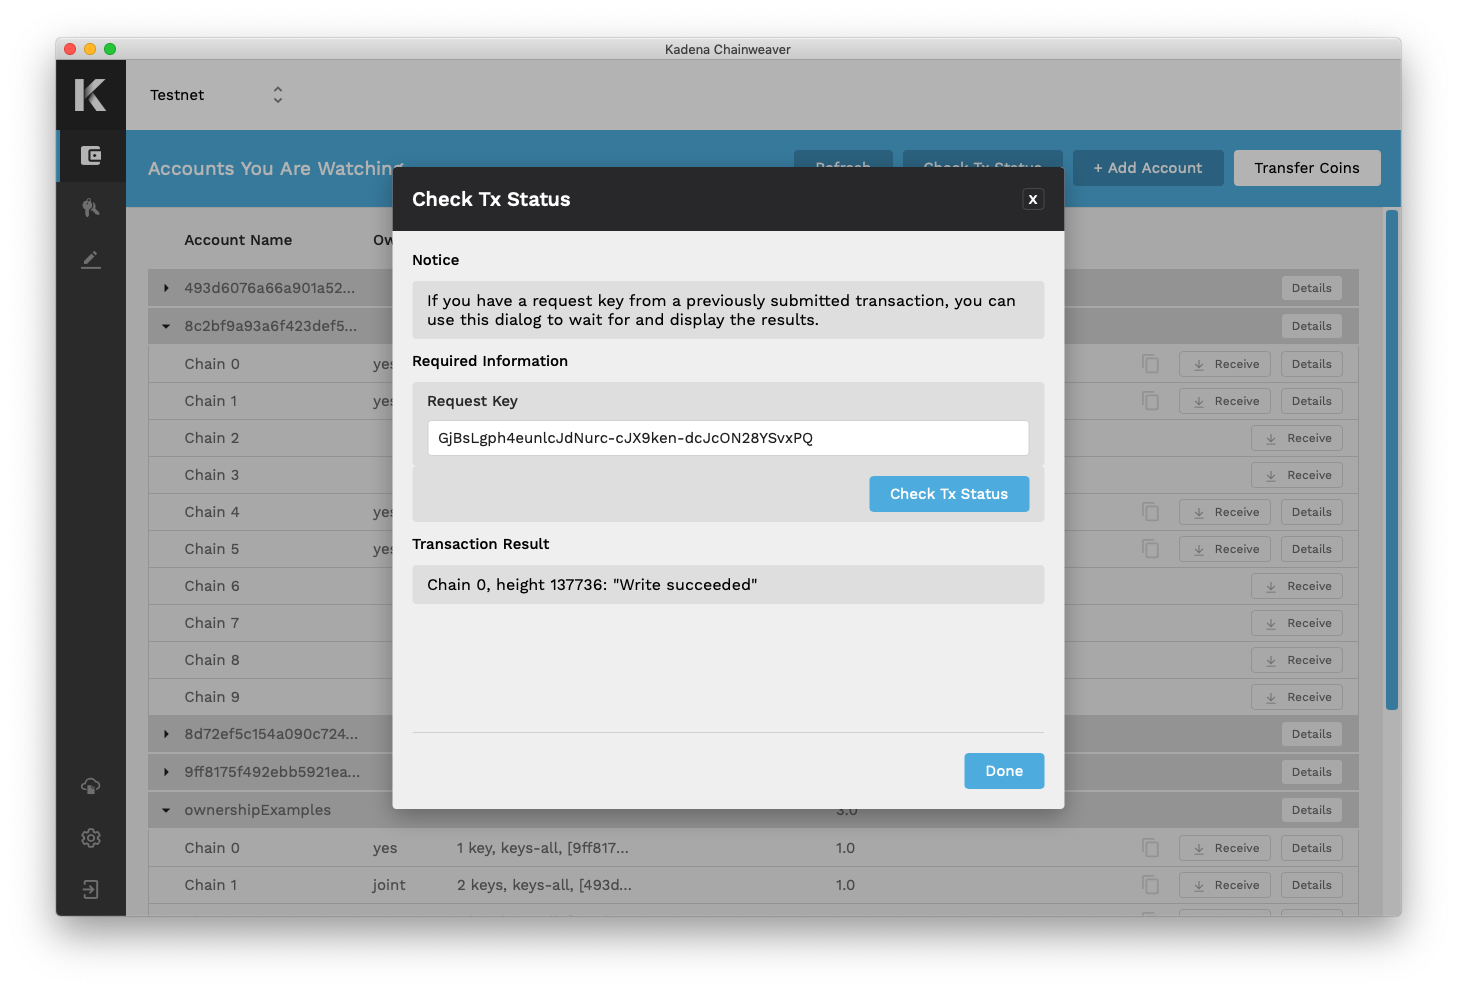 Kadena Chainweaver
K
Testnet
Accounts You Are Watching
Refresh
Check Tx Status
+ Add Account
Transfer Coins
Check Tx Status
X
Notice
If you have a request key from a previously submitted transaction, you can
use this dialog to wait for and display the results.
Required Information
Request Key
GjBsLgph4eunlcJdNurc-cJX9ken-dcJcON28YSvxPQ
Check Tx Status
Transaction Result
Chain 0, height 137736: "Write succeeded"
Done
Account Name Ow
493d6076a66a901a52... Details
8c2bf9a93a6f423def5... Details
Chain 0 yes Receive Details
Chain 1 yes Receive Details
Chain 2 Receive
Chain 3 Receive
Chain 4 yes Receive Details
Chain 5 yes Receive Details
Chain 6 Receive
Chain 7 Receive
Chain 8 Receive
Chain 9 Receive
8d72ef5c154a090c724... Details
9ff8175f492ebb5921ea... Details
ownershipExamples 3.0 Details
Chain 0 yes 1 key, keys-all, [9ff817... 1.0 Receive Details
Chain 1 joint 2 keys, keys-all, [493d... 1.0 Receive Details